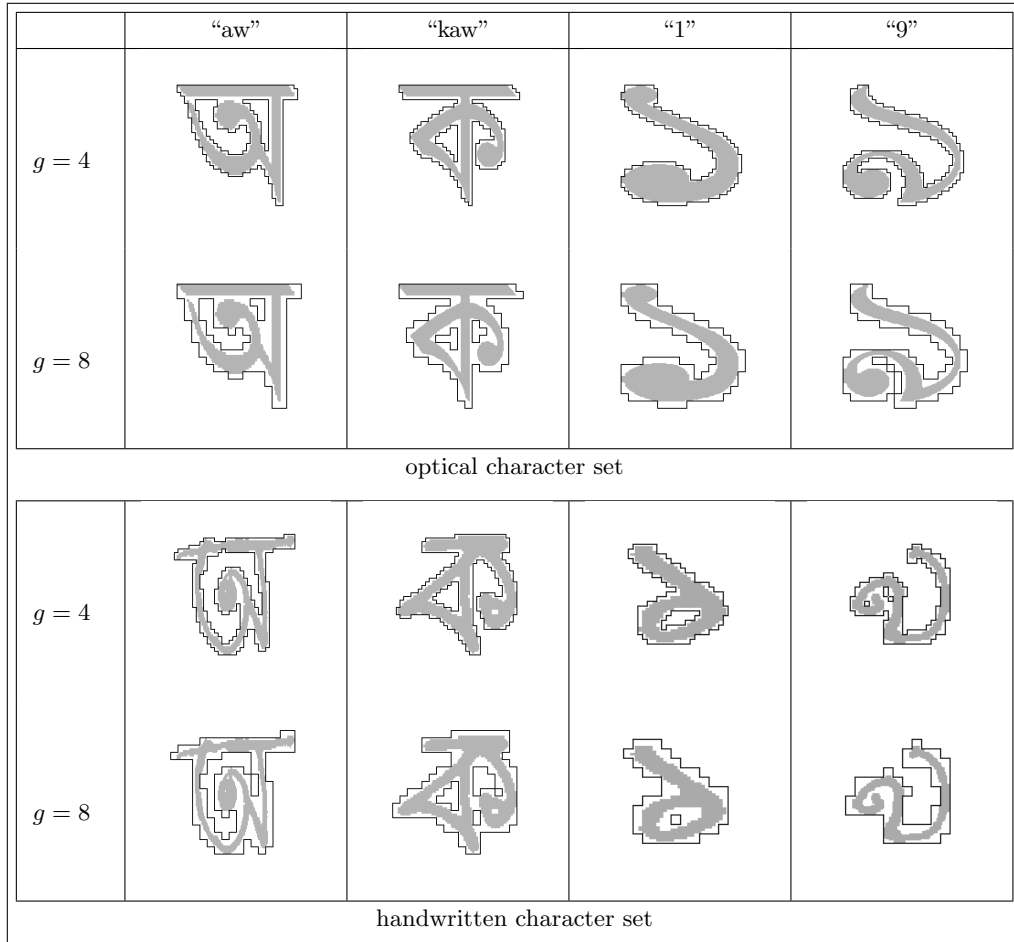 “aw” “kaw” “1” “9”
g = 4 অ ক ১ ৯
g = 8 অ ক ১ ৯
optical character set
g = 4 অ ক ১ ৯
g = 8 অ ক ১ ৯
handwritten character set